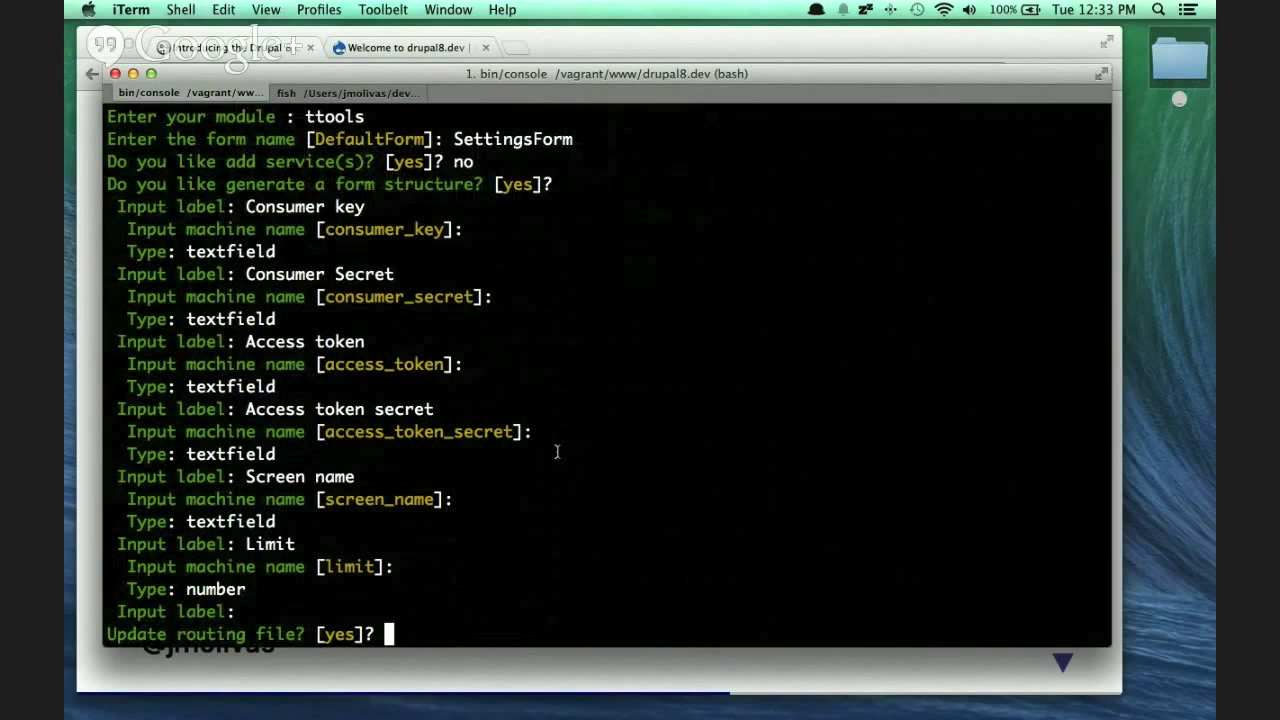 iTerm Shell Edit View Profiles Toolbelt Window Help 100% Tue 12:33 PM
Google+
Introducing the Drupal
Welcome to drupal8.dev
1. bin/console /vagrant/www/drupal8.dev (bash)
bin/console /vagrant/ww... fish /Users/jmolivas/dev...
Enter your module : ttools
Enter the form name [DefaultForm]: SettingsForm
Do you like add service(s)? [yes]? no
Do you like generate a form structure? [yes]?
Input label: Consumer key
Input machine name [consumer_key]:
Type: textfield
Input label: Consumer Secret
Input machine name [consumer_secret]:
Type: textfield
Input label: Access token
Input machine name [access_token]:
Type: textfield
Input label: Access token secret
Input machine name [access_token_secret]:
Type: textfield
Input label: Screen name
Input machine name [screen_name]:
Type: textfield
Input label: Limit
Input machine name [limit]:
Type: number
Input label:
Update routing file? [yes]?
@jmolivas